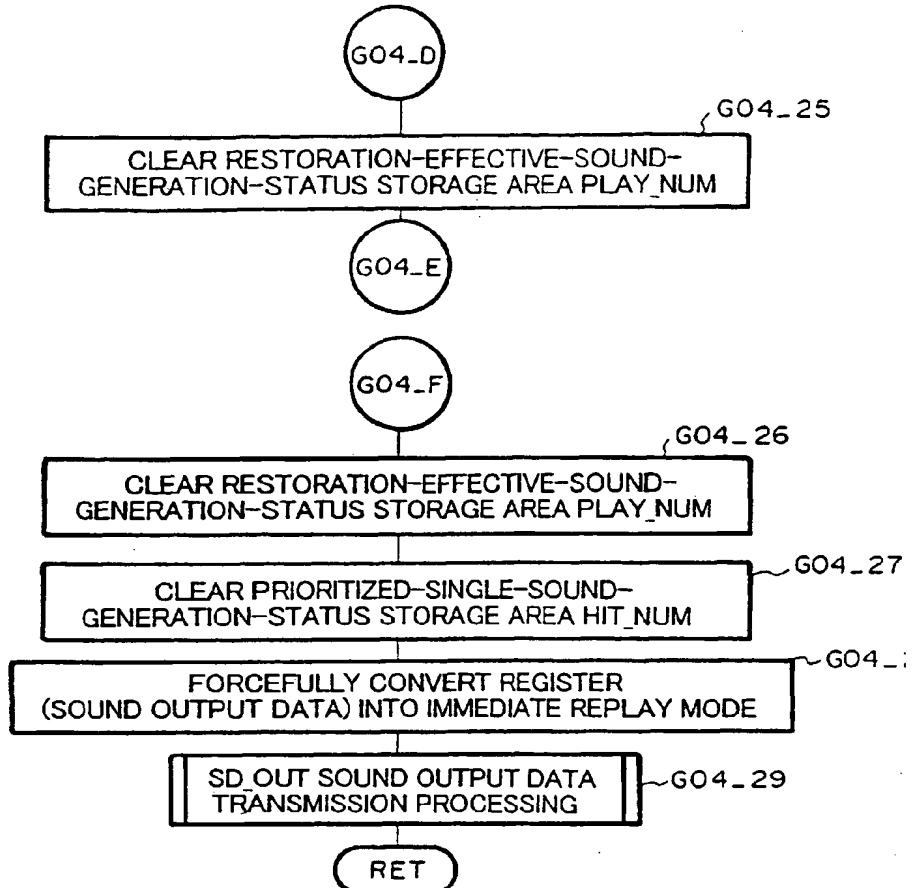 G04_D
G04_25
CLEAR RESTORATION-EFFECTIVE-SOUND-
GENERATION-STATUS STORAGE AREA PLAY_NUM
G04_E
G04_F
G04_26
CLEAR RESTORATION-EFFECTIVE-SOUND-
GENERATION-STATUS STORAGE AREA PLAY_NUM
G04_27
CLEAR PRIORITIZED-SINGLE-SOUND-
GENERATION-STATUS STORAGE AREA HIT_NUM
FORCEFULLY CONVERT REGISTER
(SOUND OUTPUT DATA) INTO IMMEDIATE REPLAY MODE
SD_OUT SOUND OUTPUT DATA
TRANSMISSION PROCESSING
G04_29
RET